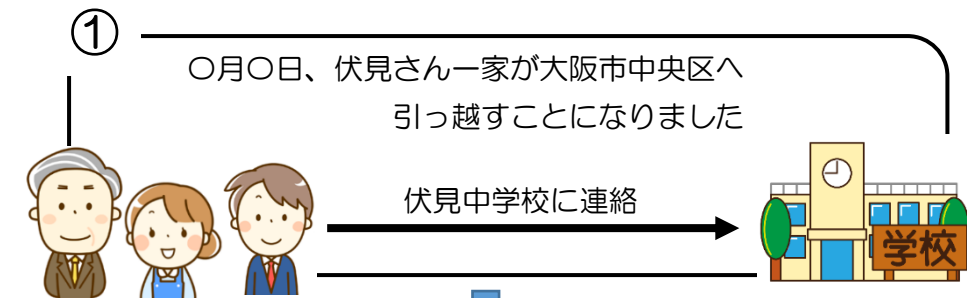 ①
〇月〇日、伏見さん一家が大阪市中央区へ
引っ越すことになりました
伏見中学校に連絡
学校